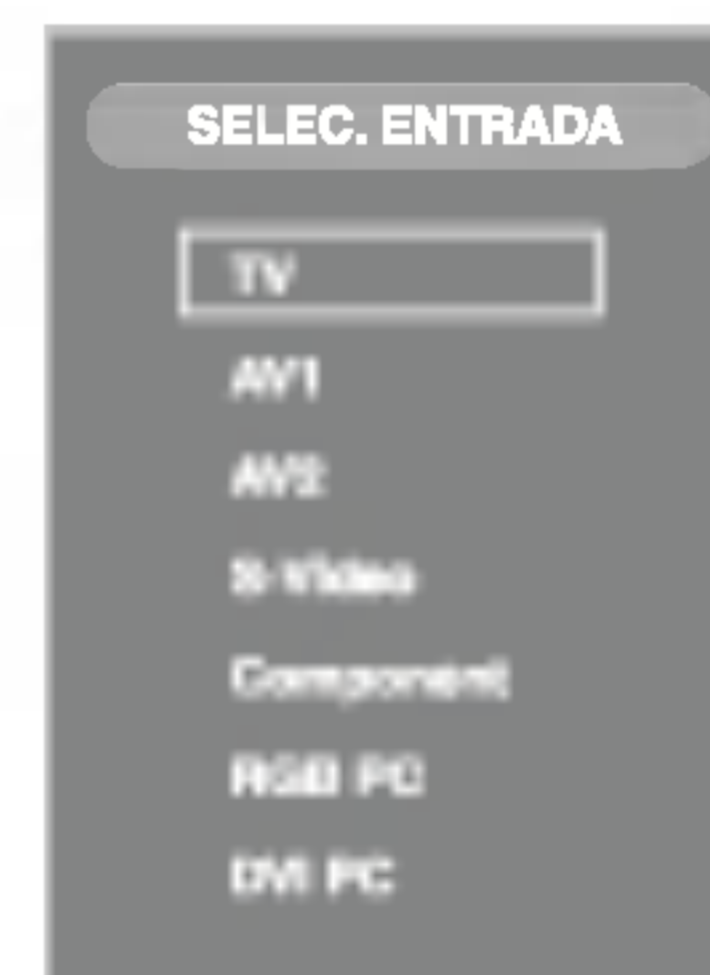 SELEC. ENTRADA
TV
AV1
AV2
S-Video
Component
RGB PC
DVI PC